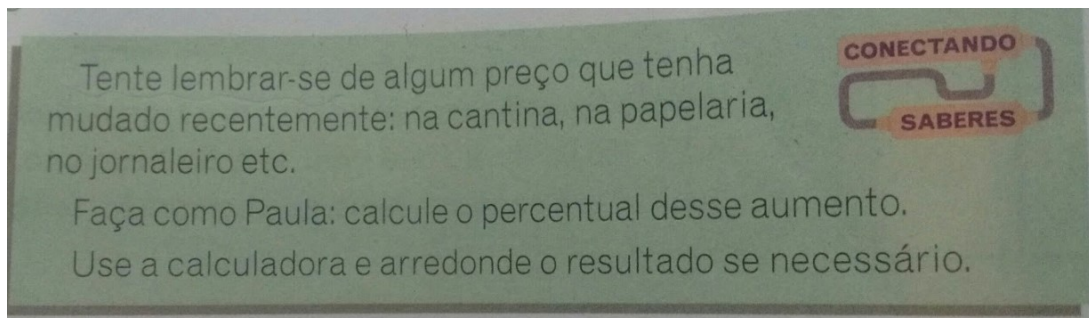 Tente lembrar-se de algum preço que tenha
mudado recentemente: na cantina, na papelaria,
no jornaleiro etc.
Faça como Paula: calcule o percentual desse aumento.
Use a calculadora e arredonde o resultado se necessário.
CONECTANDO
SABERES